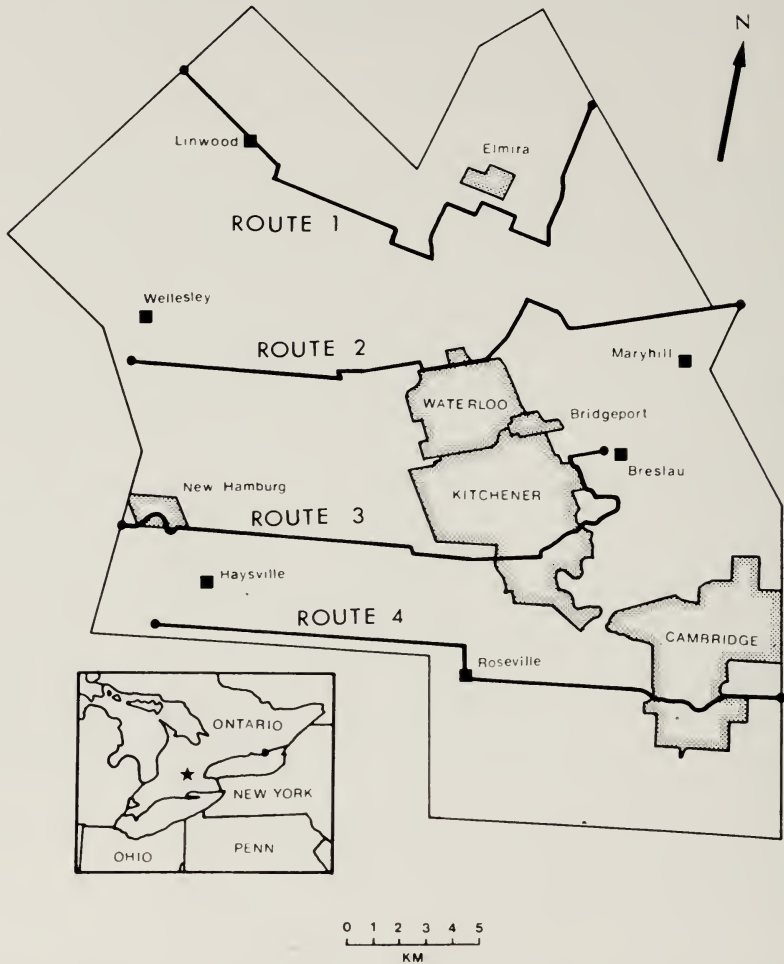 N
Linwood
Elmira
ROUTE 1
Wellesley
ROUTE 2
Maryhill
WATERLOO
Bridgeport
Breslau
KITCHENER
New Hamburg
ROUTE 3
Haysville
ROUTE 4
CAMBRIDGE
Roseville
ONTARIO
NEW YORK
OHIO
PENN
0 1 2 3 4 5
KM